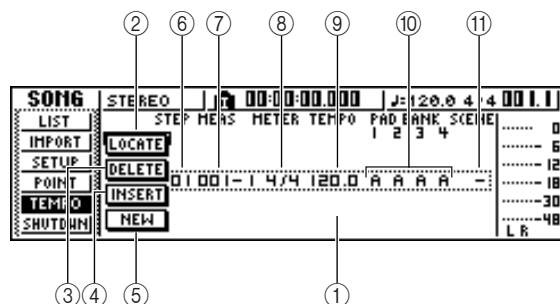 ② ⑥ ⑦ ⑧ ⑨ ⑩ ⑪
SONG STEREO 00:00:00.000 ♩=120.0 4/4 001.1
LIST STEP MEAS METER TEMPO PAD BANK SCENE
1 2 3 4
IMPORT LOCATE
SETUP DELETE
POINT 01 001-1 4/4 120.0 A A A A -
TEMPO INSERT
SHUTDWN NEW
0
6
12
18
30
48
L R
③ ④ ⑤ ①